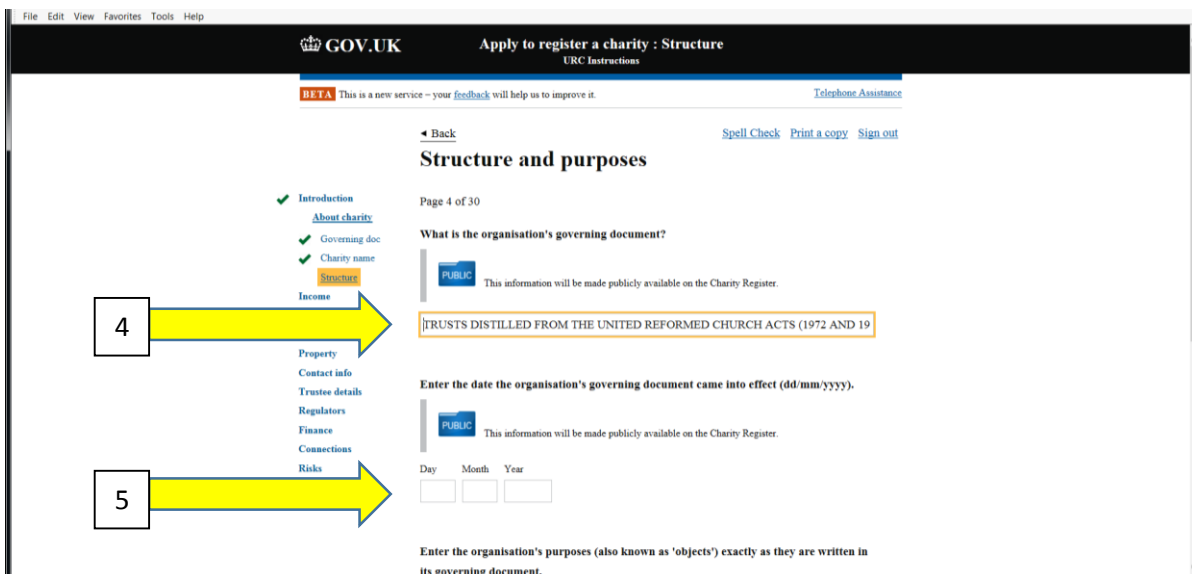 File Edit View Favorites Tools Help
GOV.UK
Apply to register a charity : Structure
URC Instructions
BETA This is a new service – your feedback will help us to improve it.
Telephone Assistance
◄ Back
Spell Check Print a copy Sign out
Structure and purposes
Introduction
About charity
Governing doc
Charity name
Structure
Income
Property
Contact info
Trustee details
Regulators
Finance
Connections
Risks
Page 4 of 30
What is the organisation's governing document?
PUBLIC
This information will be made publicly available on the Charity Register.
4
TRUSTS DISTILLED FROM THE UNITED REFORMED CHURCH ACTS (1972 AND 19
Enter the date the organisation's governing document came into effect (dd/mm/yyyy).
PUBLIC
This information will be made publicly available on the Charity Register.
Day Month Year
5
Enter the organisation's purposes (also known as 'objects') exactly as they are written in
its governing document.